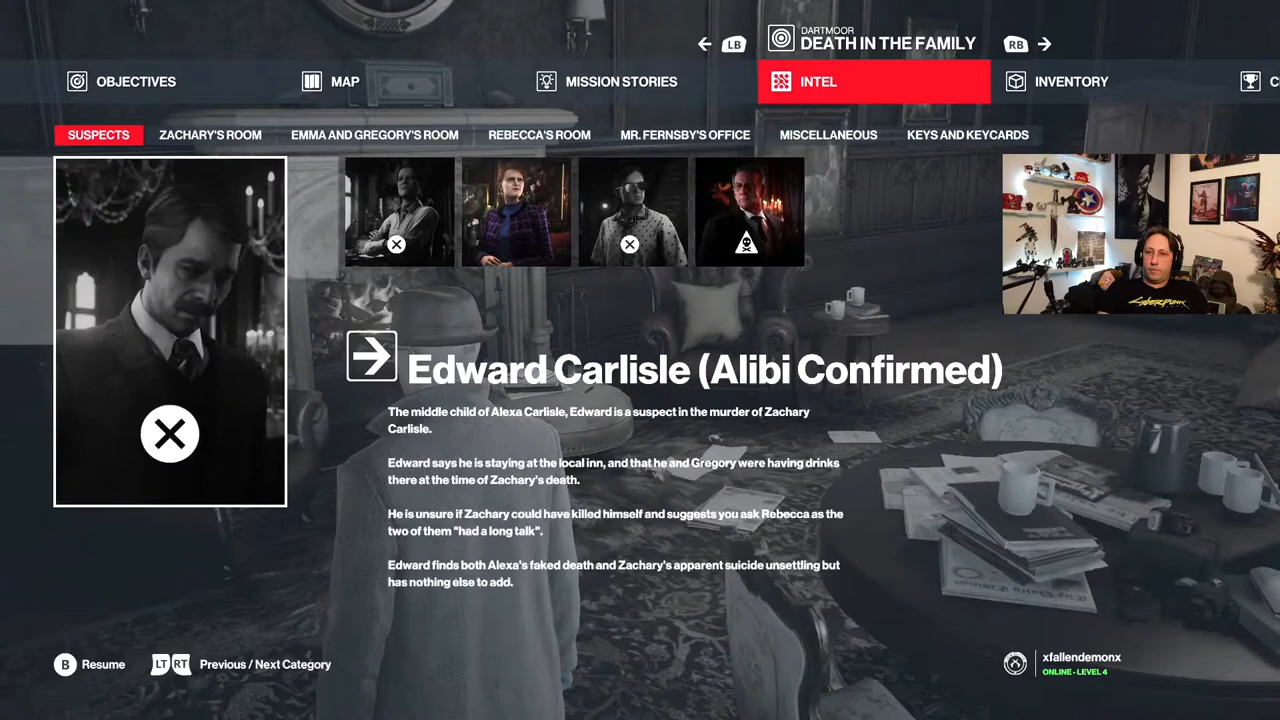 LB
DARTMOOR
DEATH IN THE FAMILY
RB
OBJECTIVES
MAP
MISSION STORIES
INTEL
INVENTORY
C
SUSPECTS
ZACHARY'S ROOM
EMMA AND GREGORY'S ROOM
REBECCA'S ROOM
MR. FERNSBY'S OFFICE
MISCELLANEOUS
KEYS AND KEYCARDS
CYBERPUNK
Edward Carlisle (Alibi Confirmed)
The middle child of Alexa Carlisle, Edward is a suspect in the murder of Zachary
Carlisle.
Edward says he is staying at the local inn, and that he and Gregory were having drinks
there at the time of Zachary's death.
He is unsure if Zachary could have killed himself and suggests you ask Rebecca as the
two of them "had a long talk".
Edward finds both Alexa's faked death and Zachary's apparent suicide unsettling but
has nothing else to add.
B Resume
LT RT Previous / Next Category
xfallendemonx
ONLINE - LEVEL 4